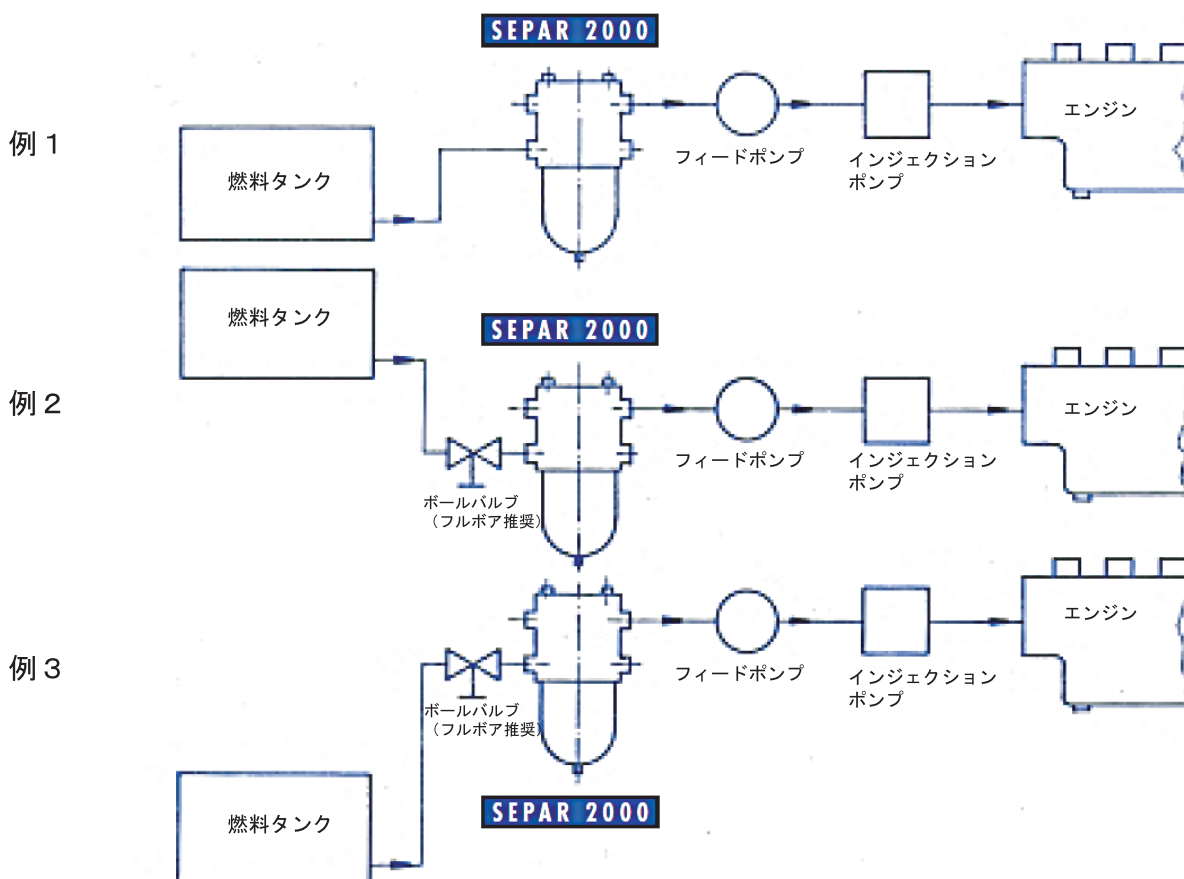 SEPAR 2000
例1
燃料タンク
フィードポンプ
インジェクション
ポンプ
エンジン
燃料タンク
SEPAR 2000
例2
ボールバルブ
(フルボア推奨)
フィードポンプ
インジェクション
ポンプ
エンジン
例3
ボールバルブ
(フルボア推奨)
フィードポンプ
インジェクション
ポンプ
エンジン
燃料タンク
SEPAR 2000